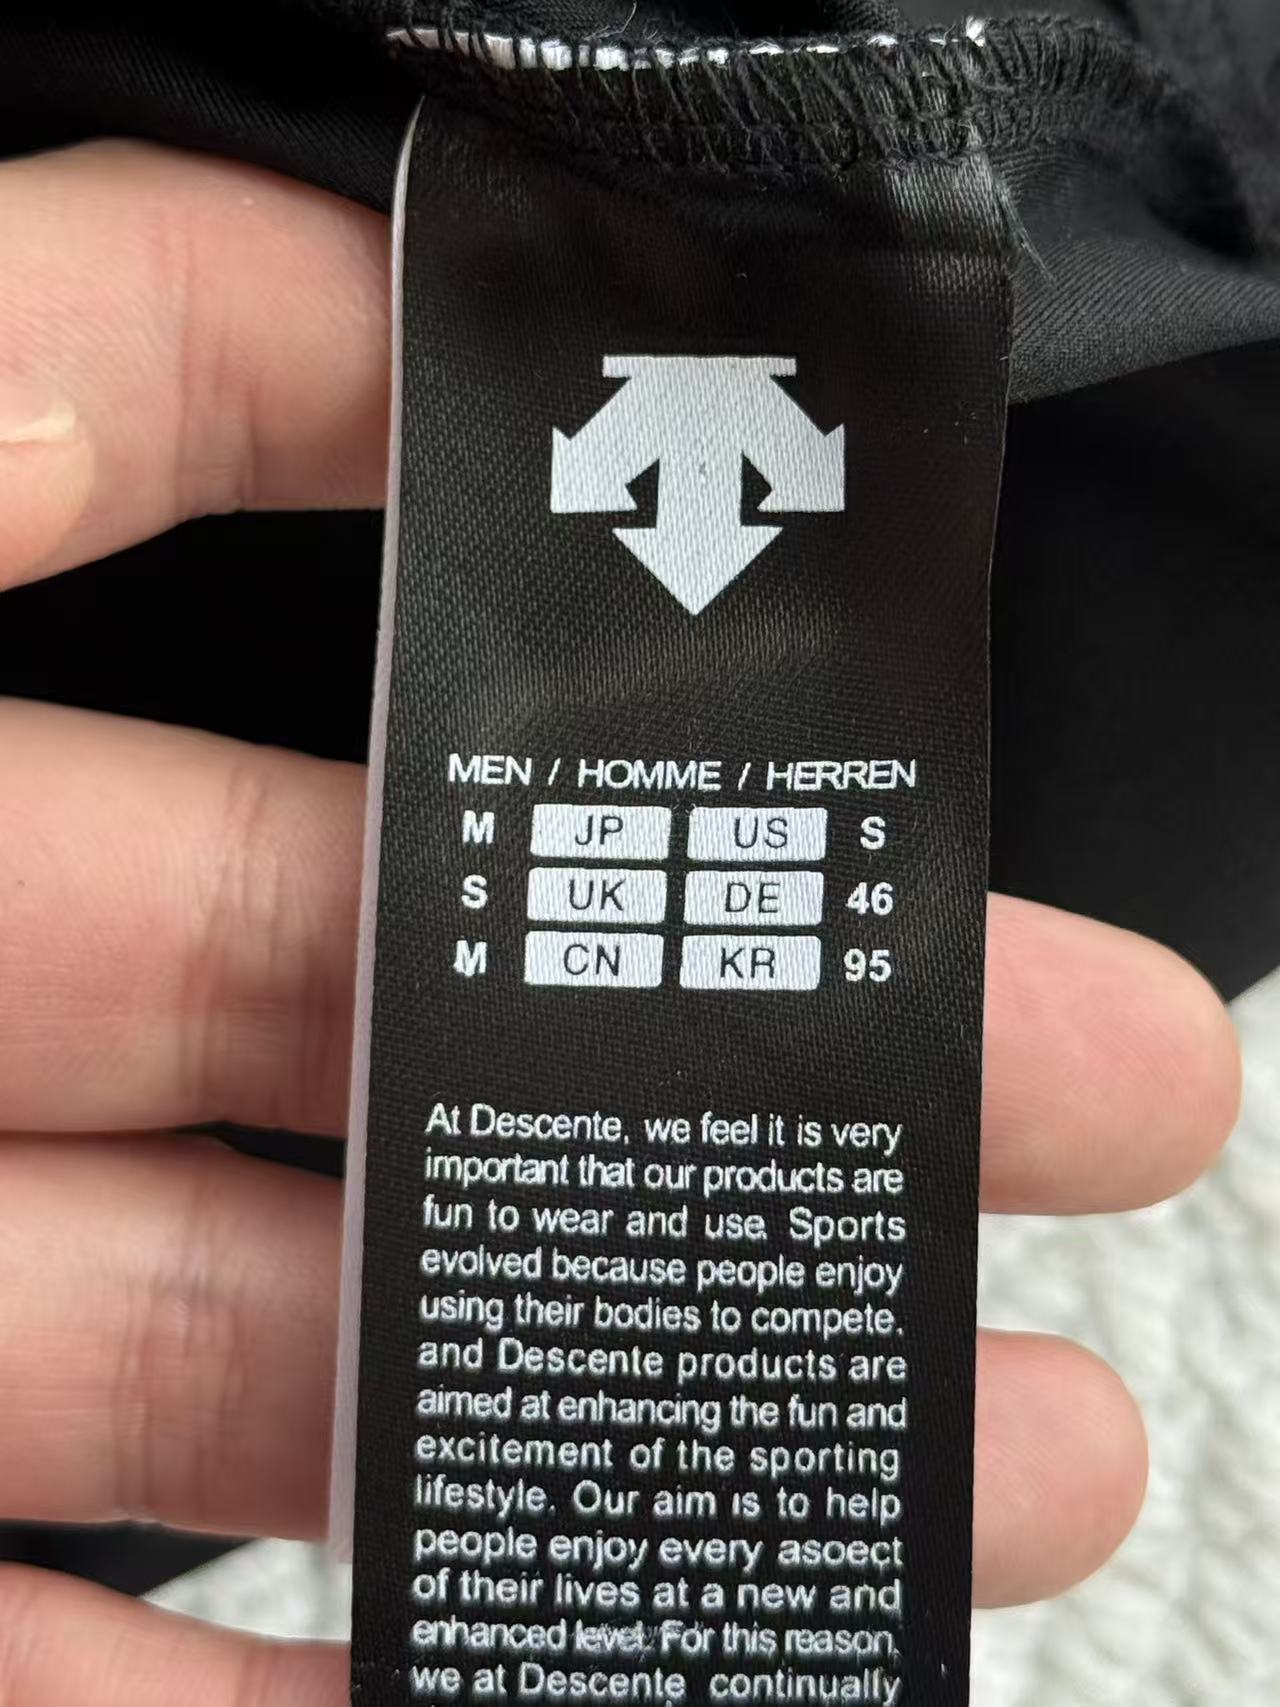 MEN / HOMME / HERREN
M JP US S
S UK DE 46
M CN KR 95
At Descente, we feel it is very
important that our products are
fun to wear and use. Sports
evolved because people enjoy
using their bodies to compete,
and Descente products are
aimed at enhancing the fun and
excitement of the sporting
lifestyle. Our aim is to help
people enjoy every asoect
of their lives at a new and
enhanced level. For this reason,
we at Descente continually